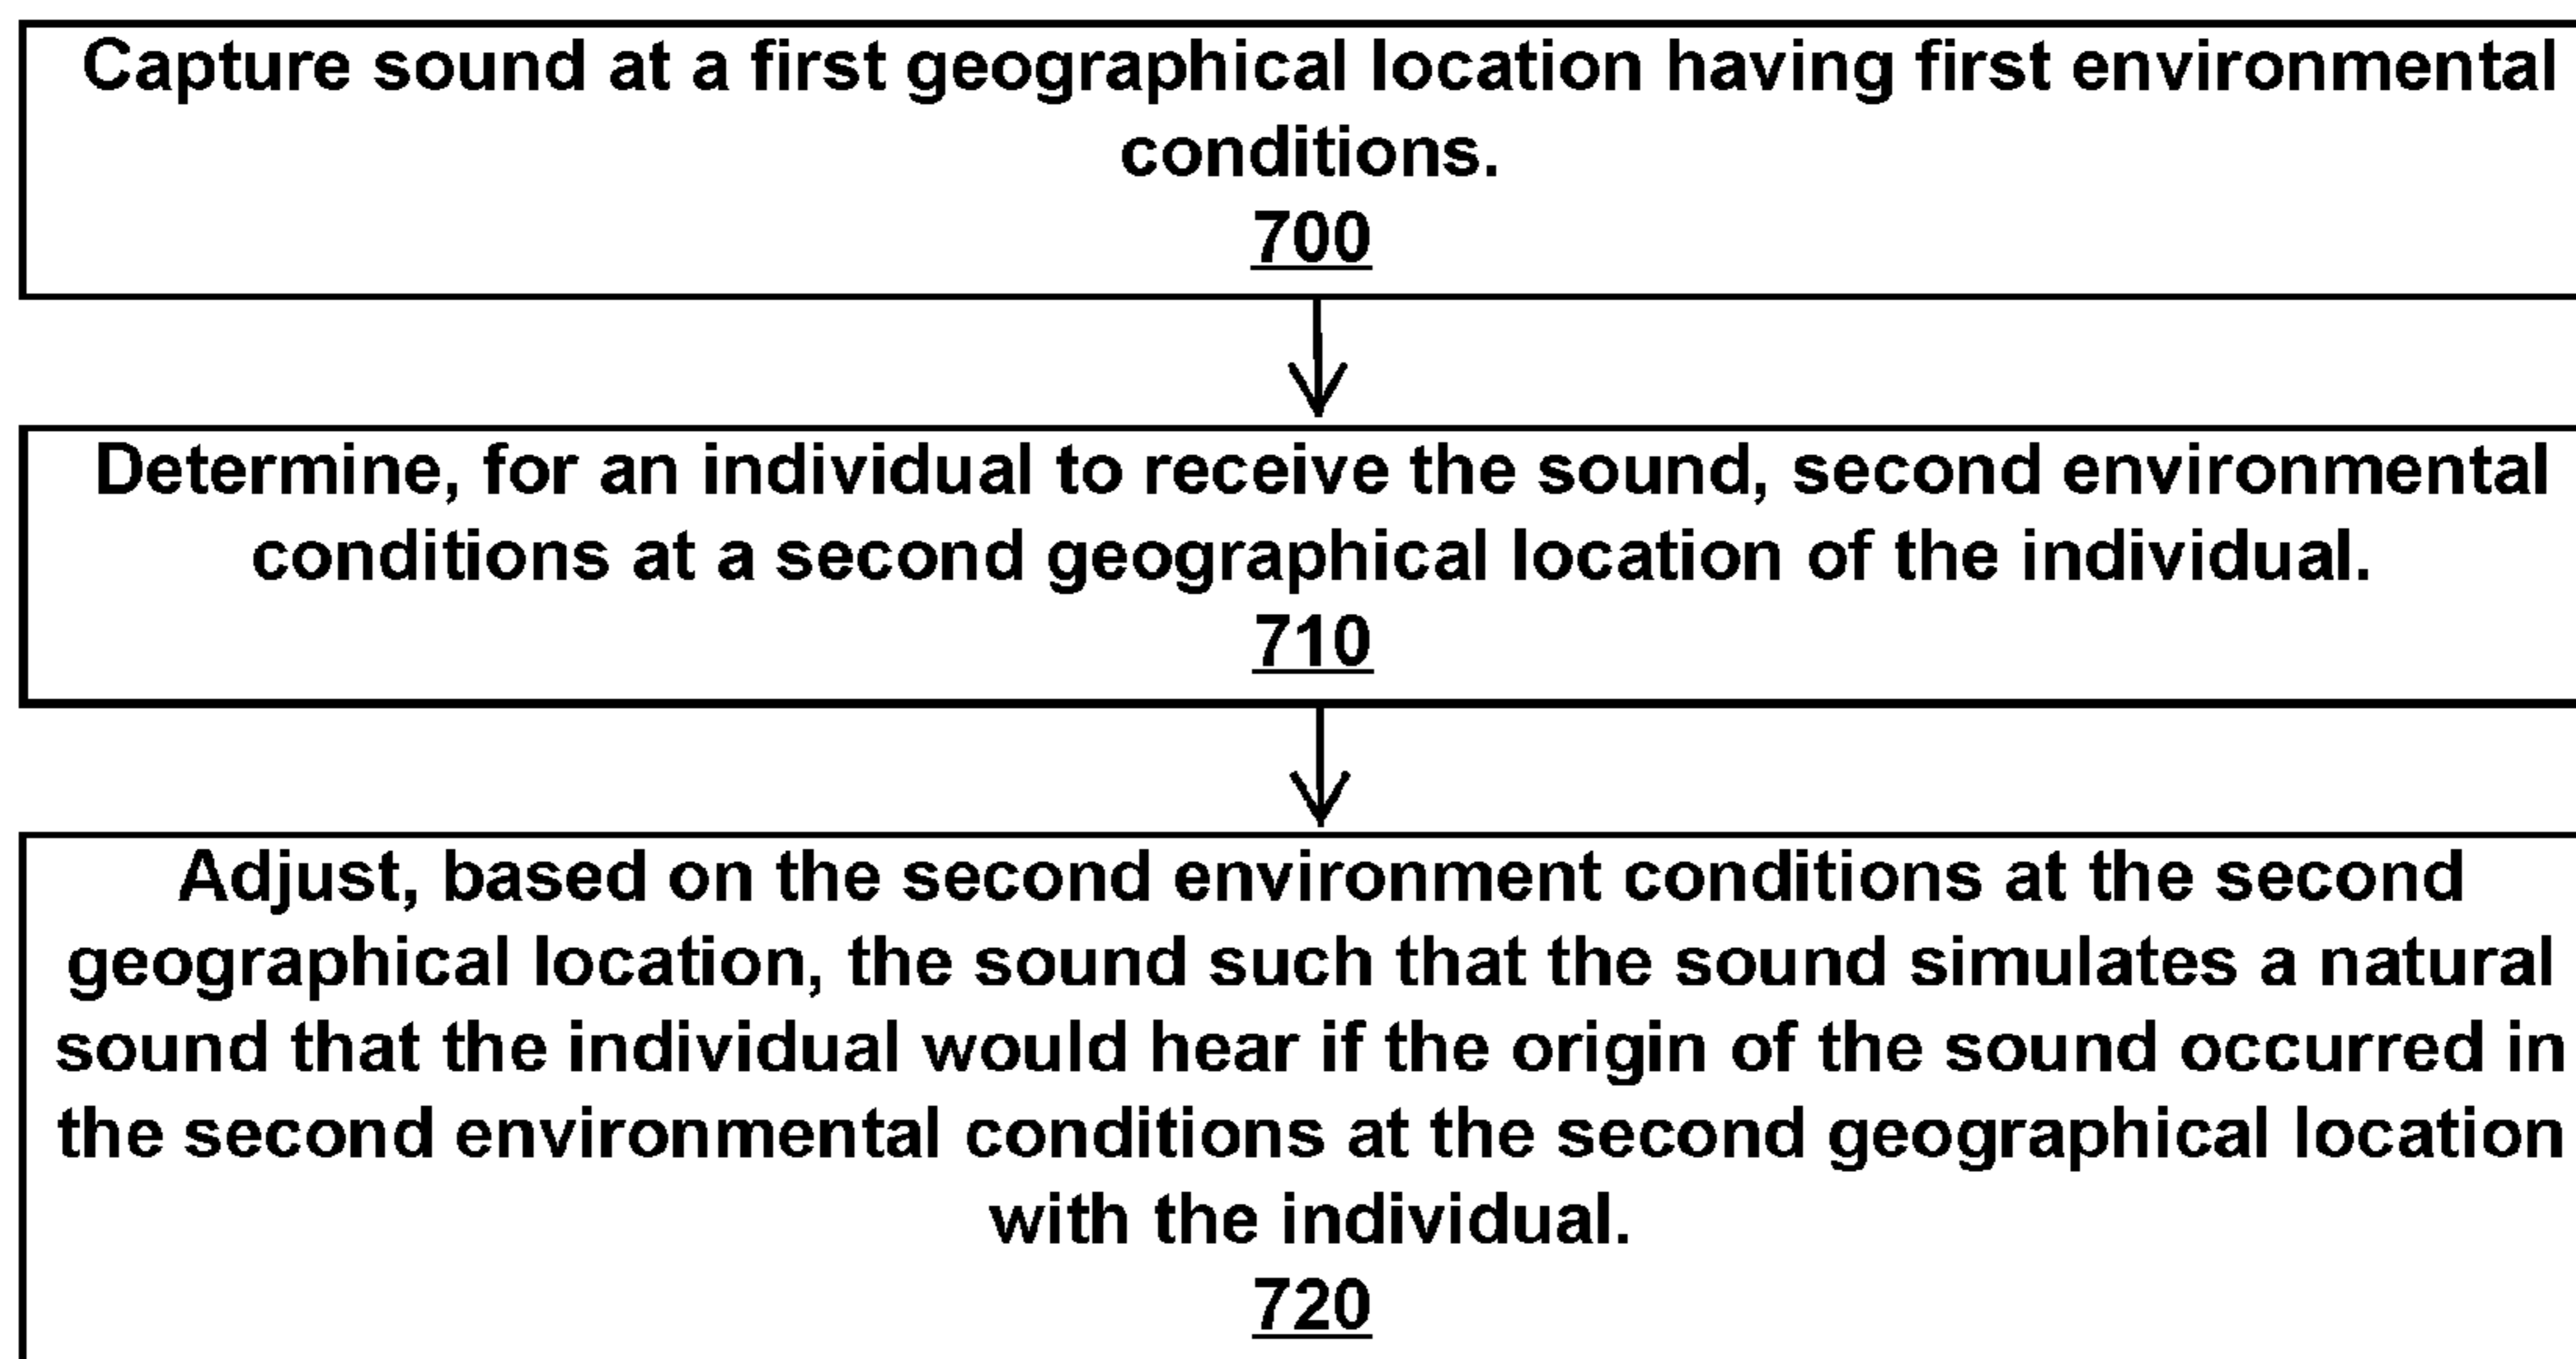 Capture sound at a first geographical location having first environmental
conditions.
700
Determine, for an individual to receive the sound, second environmental
conditions at a second geographical location of the individual.
710
Adjust, based on the second environment conditions at the second
geographical location, the sound such that the sound simulates a natural
sound that the individual would hear if the origin of the sound occurred in
the second environmental conditions at the second geographical location
with the individual.
720